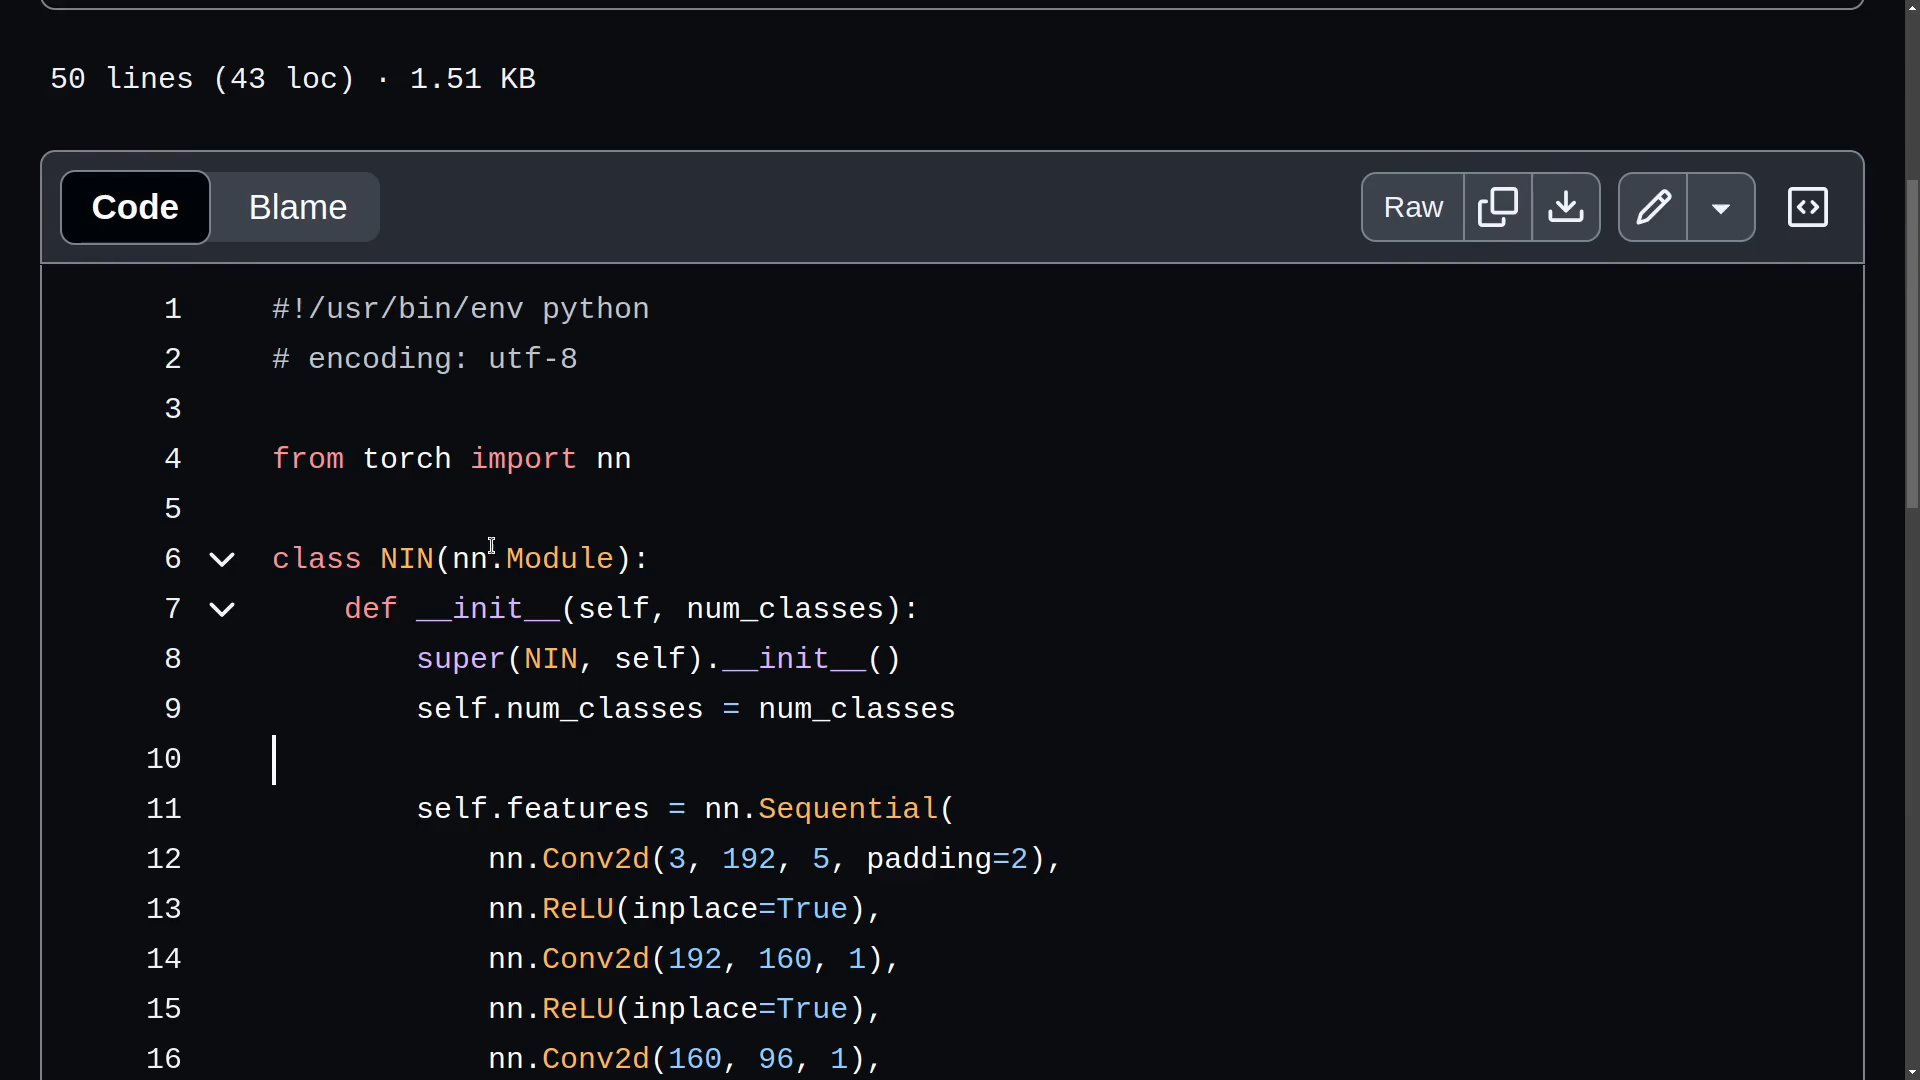 50 lines (43 loc) · 1.51 KB
Code Blame Raw
1 #!/usr/bin/env python
2 # encoding: utf-8
3
4 from torch import nn
5
6 class NIN(nn.Module):
7     def __init__(self, num_classes):
8         super(NIN, self).__init__()
9         self.num_classes = num_classes
10
11         self.features = nn.Sequential(
12             nn.Conv2d(3, 192, 5, padding=2),
13             nn.ReLU(inplace=True),
14             nn.Conv2d(192, 160, 1),
15             nn.ReLU(inplace=True),
16             nn.Conv2d(160, 96, 1),